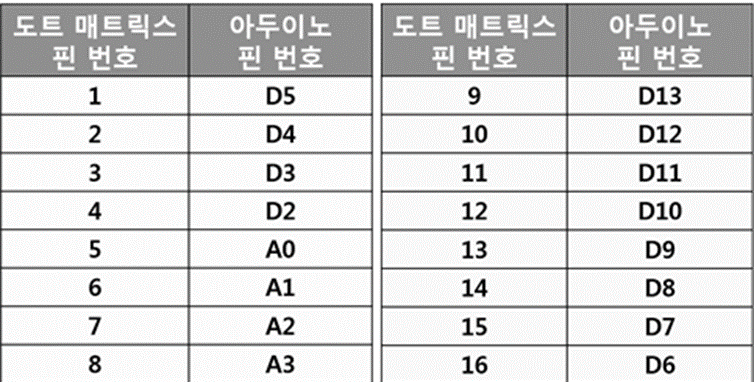 도트 매트릭스 핀 번호 아두이노 핀 번호 도트 매트릭스 핀 번호 아두이노 핀 번호
1 D5 9 D13
2 D4 10 D12
3 D3 11 D11
4 D2 12 D10
5 A0 13 D9
6 A1 14 D8
7 A2 15 D7
8 A3 16 D6